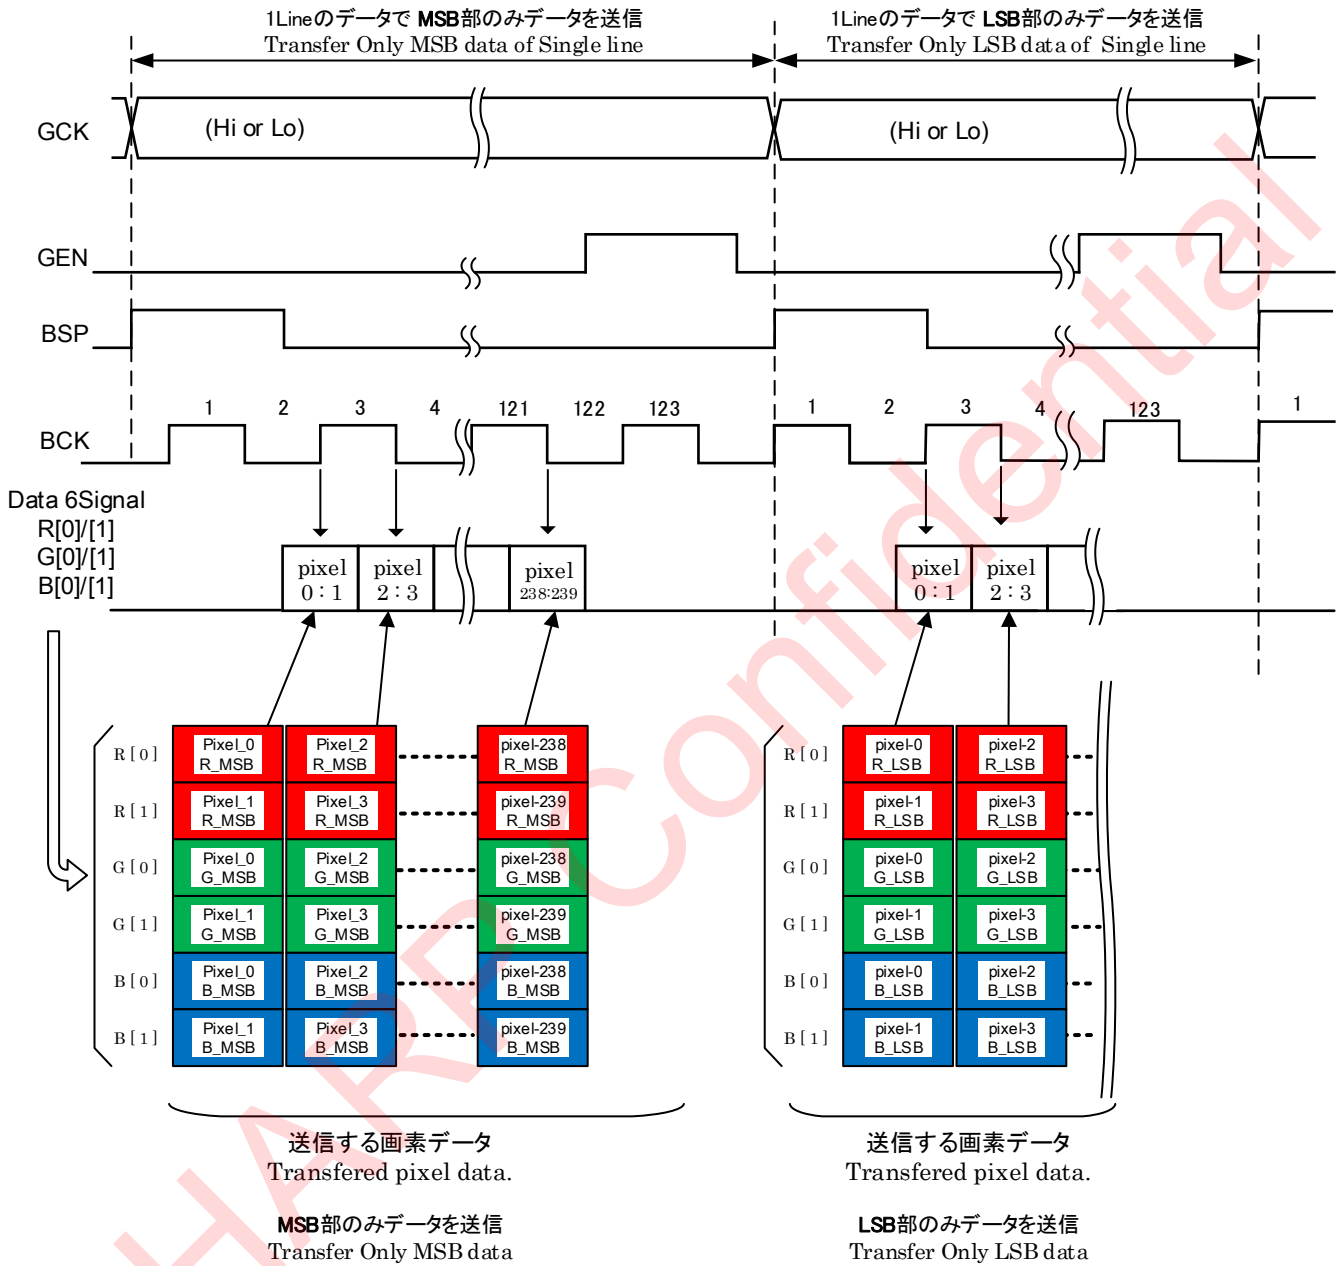 1Lineのデータで MSB部のみデータを送信
Transfer Only MSB data of Single line
1Lineのデータで LSB部のみデータを送信
Transfer Only LSB data of Single line
GCK
(Hi or Lo)
(Hi or Lo)
GEN
BSP
1 2 3 4 121 122 123 1 2 3 4 123 1
BCK
Data 6Signal
R[0]/[1]
G[0]/[1]
B[0]/[1]
pixel
0 : 1
pixel
2 : 3
pixel
238:239
pixel
0 : 1
pixel
2 : 3
R[0]
Pixel_0
R_MSB
Pixel_2
R_MSB
pixel-238
R_MSB
R[1]
Pixel_1
R_MSB
Pixel_3
R_MSB
pixel-239
R_MSB
G[0]
Pixel_0
G_MSB
Pixel_2
G_MSB
pixel-238
G_MSB
G[1]
Pixel_1
G_MSB
Pixel_3
G_MSB
pixel-239
G_MSB
B[0]
Pixel_0
B_MSB
Pixel_2
B_MSB
pixel-238
B_MSB
B[1]
Pixel_1
B_MSB
Pixel_3
B_MSB
pixel-239
B_MSB
R[0]
pixel-0
R_LSB
pixel-2
R_LSB
R[1]
pixel-1
R_LSB
pixel-3
R_LSB
G[0]
pixel-0
G_LSB
pixel-2
G_LSB
G[1]
pixel-1
G_LSB
pixel-3
G_LSB
B[0]
pixel-0
B_LSB
pixel-2
B_LSB
B[1]
pixel-1
B_LSB
pixel-3
B_LSB
送信する画素データ
Transfered pixel data.
送信する画素データ
Transfered pixel data.
MSB部のみデータを送信
Transfer Only MSB data
LSB部のみデータを送信
Transfer Only LSB data
HARP Confidential